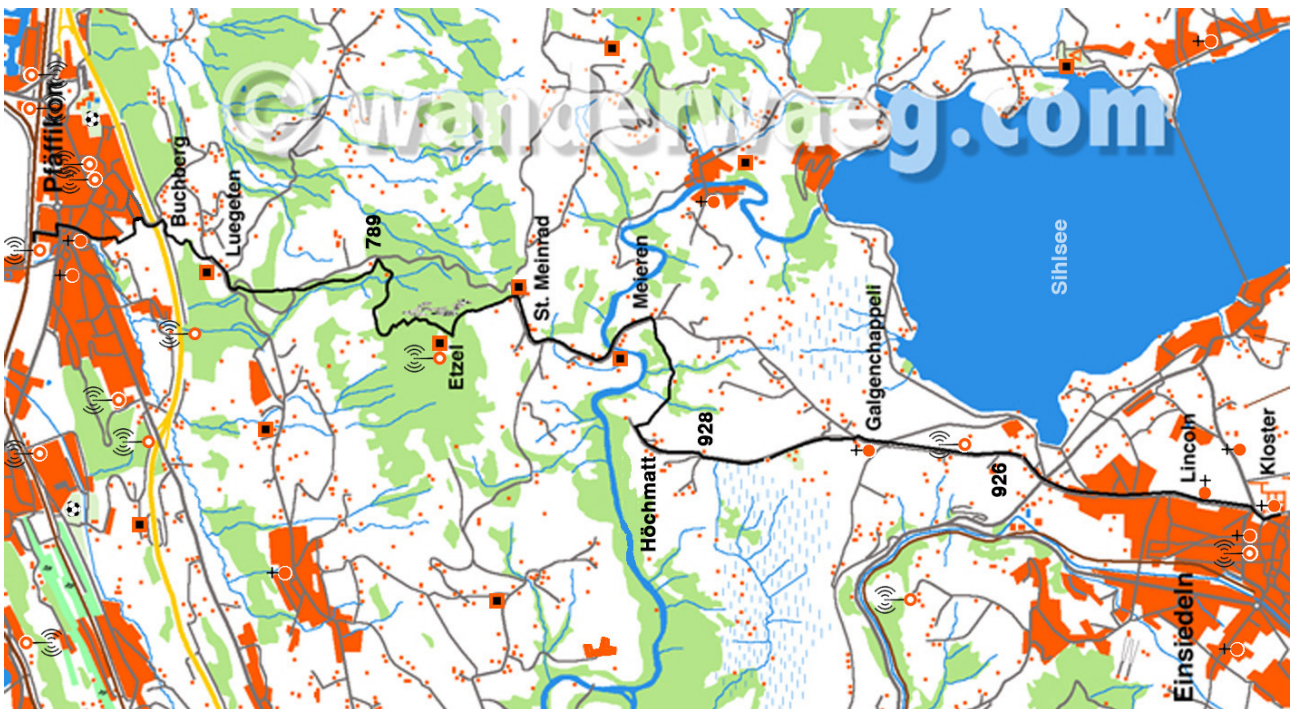 © wanderwaeg.com
Pfäffikon
Buchberg
Luegeten
789
Etzel
St. Meinrad
Meieren
Höchmatt
928
Galgenchappeli
926
Sihlsee
Lincoln
Kloster
Einsiedeln